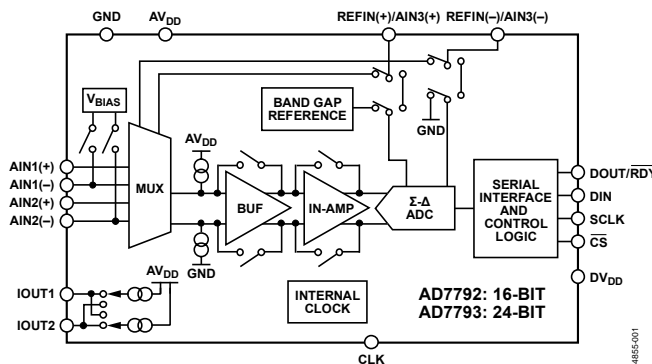 GND
AVDD
REFIN(+)/AIN3(+)
REFIN(–)/AIN3(–)
VBIAS
BAND GAP
REFERENCE
GND
AVDD
AIN1(+)
AIN1(–)
AIN2(+)
AIN2(–)
MUX
BUF
IN-AMP
Σ-Δ
ADC
SERIAL
INTERFACE
AND
CONTROL
LOGIC
DOUT/RDY
DIN
SCLK
CS
GND
DVDD
IOUT1
IOUT2
AVDD
INTERNAL
CLOCK
AD7792: 16-BIT
AD7793: 24-BIT
CLK
04855-001